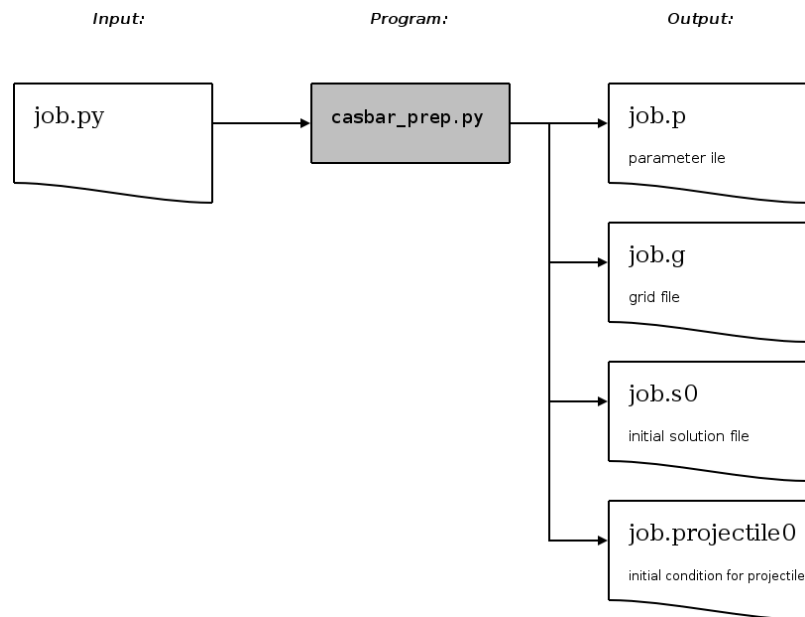 Input:
Program:
Output:
job.py
casbar_prep.py
job.p
parameter ile
job.g
grid file
job.s0
initial solution file
job.projectile0
initial condition for projectile